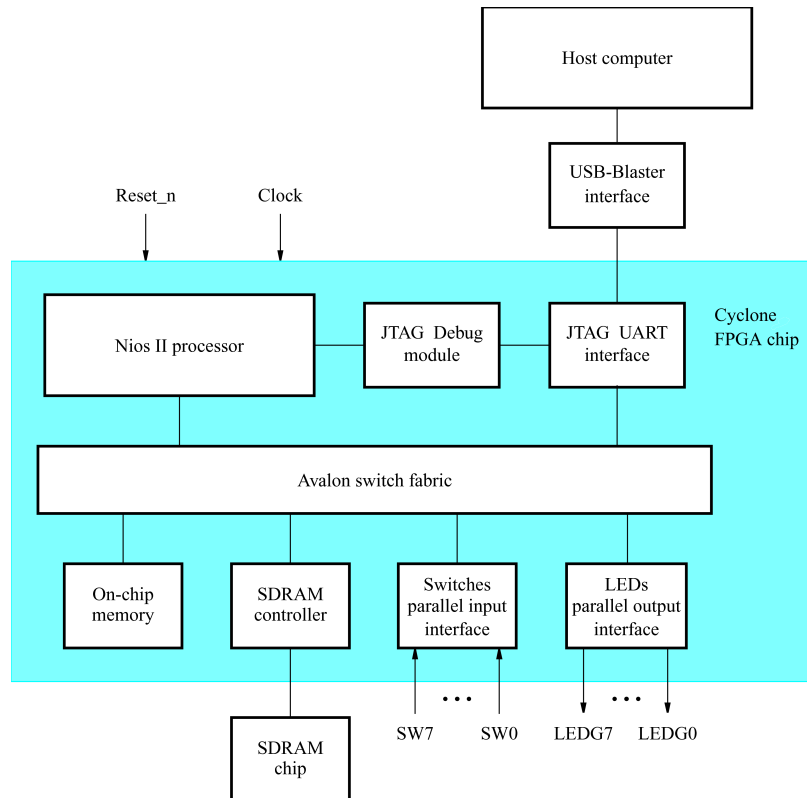 Host computer
USB-Blaster
interface
Reset_n
Clock
Cyclone
FPGA chip
Nios II processor
JTAG Debug
module
JTAG UART
interface
Avalon switch fabric
On-chip
memory
SDRAM
controller
Switches
parallel input
interface
LEDs
parallel output
interface
SW7
SW0
LEDG7
LEDG0
SDRAM
chip